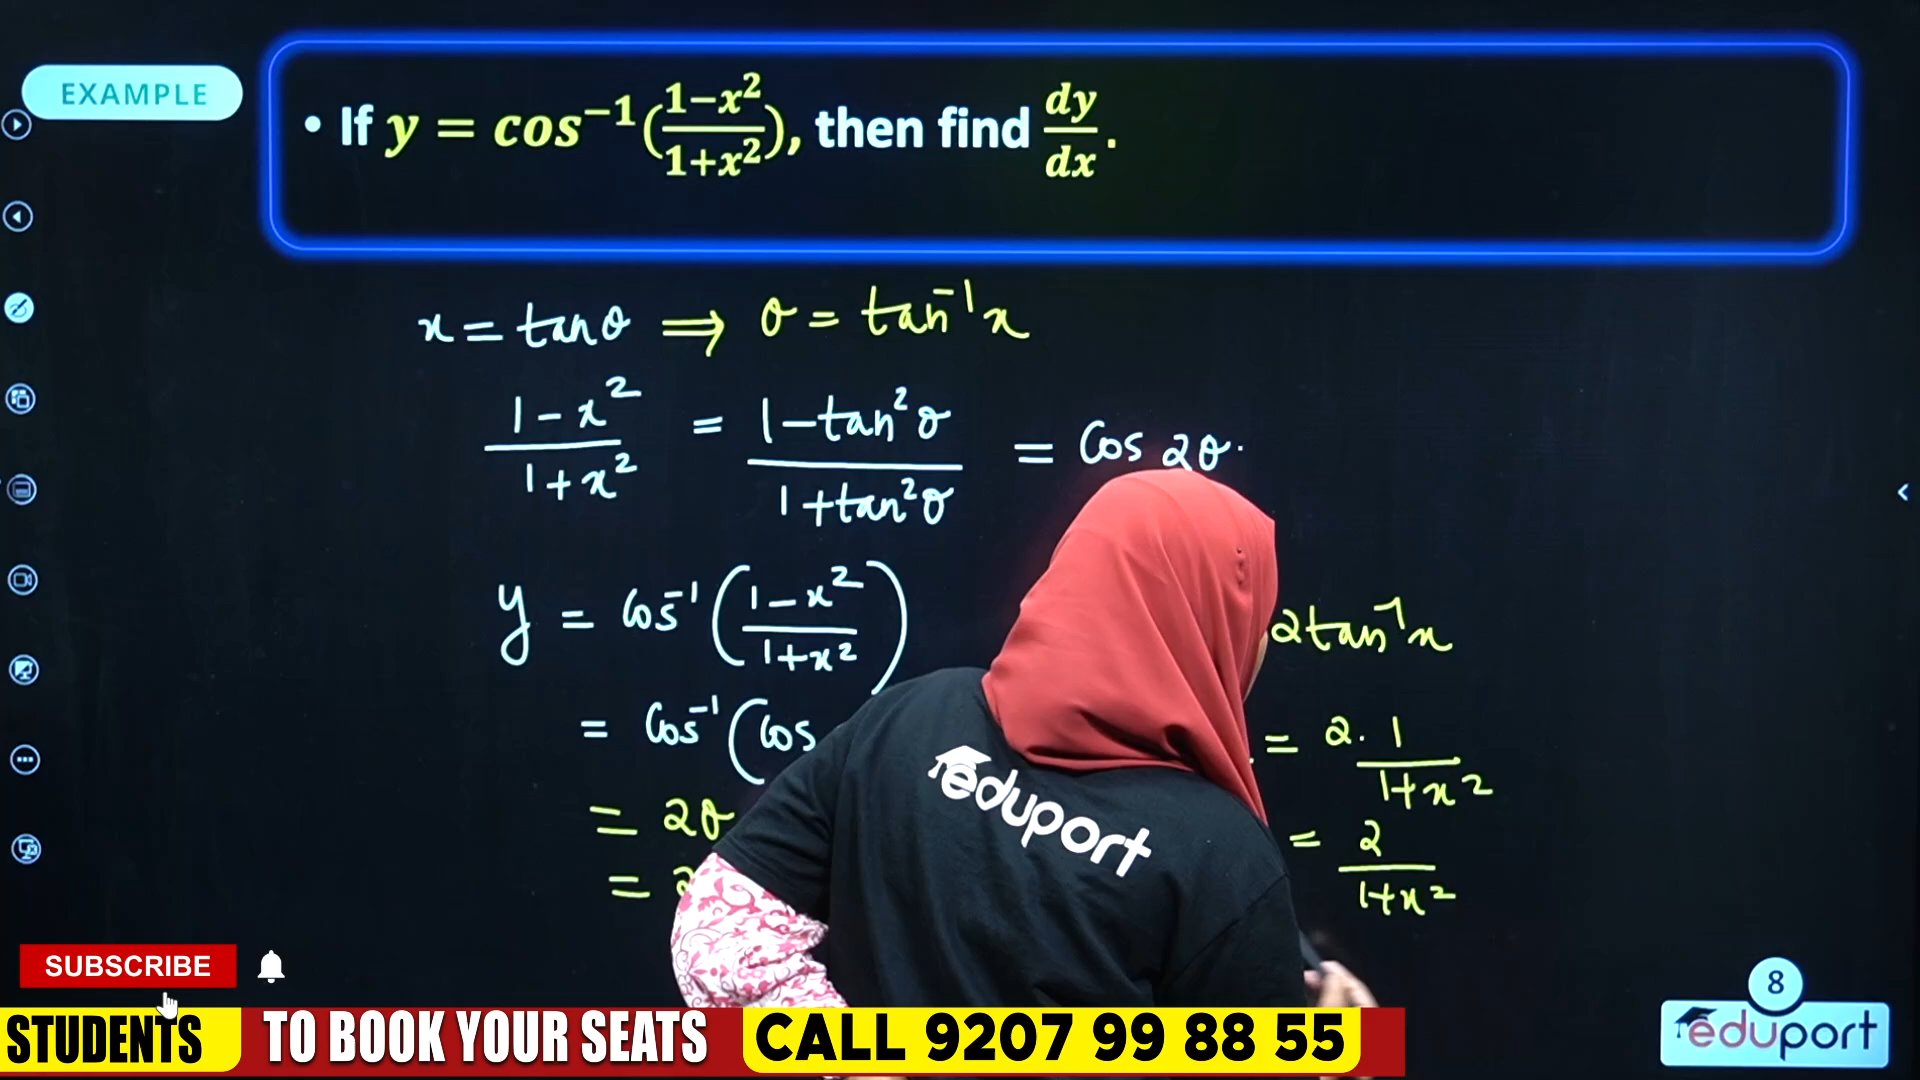 EXAMPLE
• If y = cos⁻¹((1−x²)/(1+x²)), then find dy/dx.
x = tanθ ⟹ θ = tan⁻¹x
(1−x²)/(1+x²) = (1−tan²θ)/(1+tan²θ) = Cos 2θ.
y = Cos⁻¹((1−x²)/(1+x²))
= Cos⁻¹(Cos
= 2θ
= 2
2tan⁻¹x
= 2. 1/(1+x²)
= 2/(1+x²)
eduport
SUBSCRIBE
8
eduport
STUDENTS TO BOOK YOUR SEATS CALL 9207 99 88 55